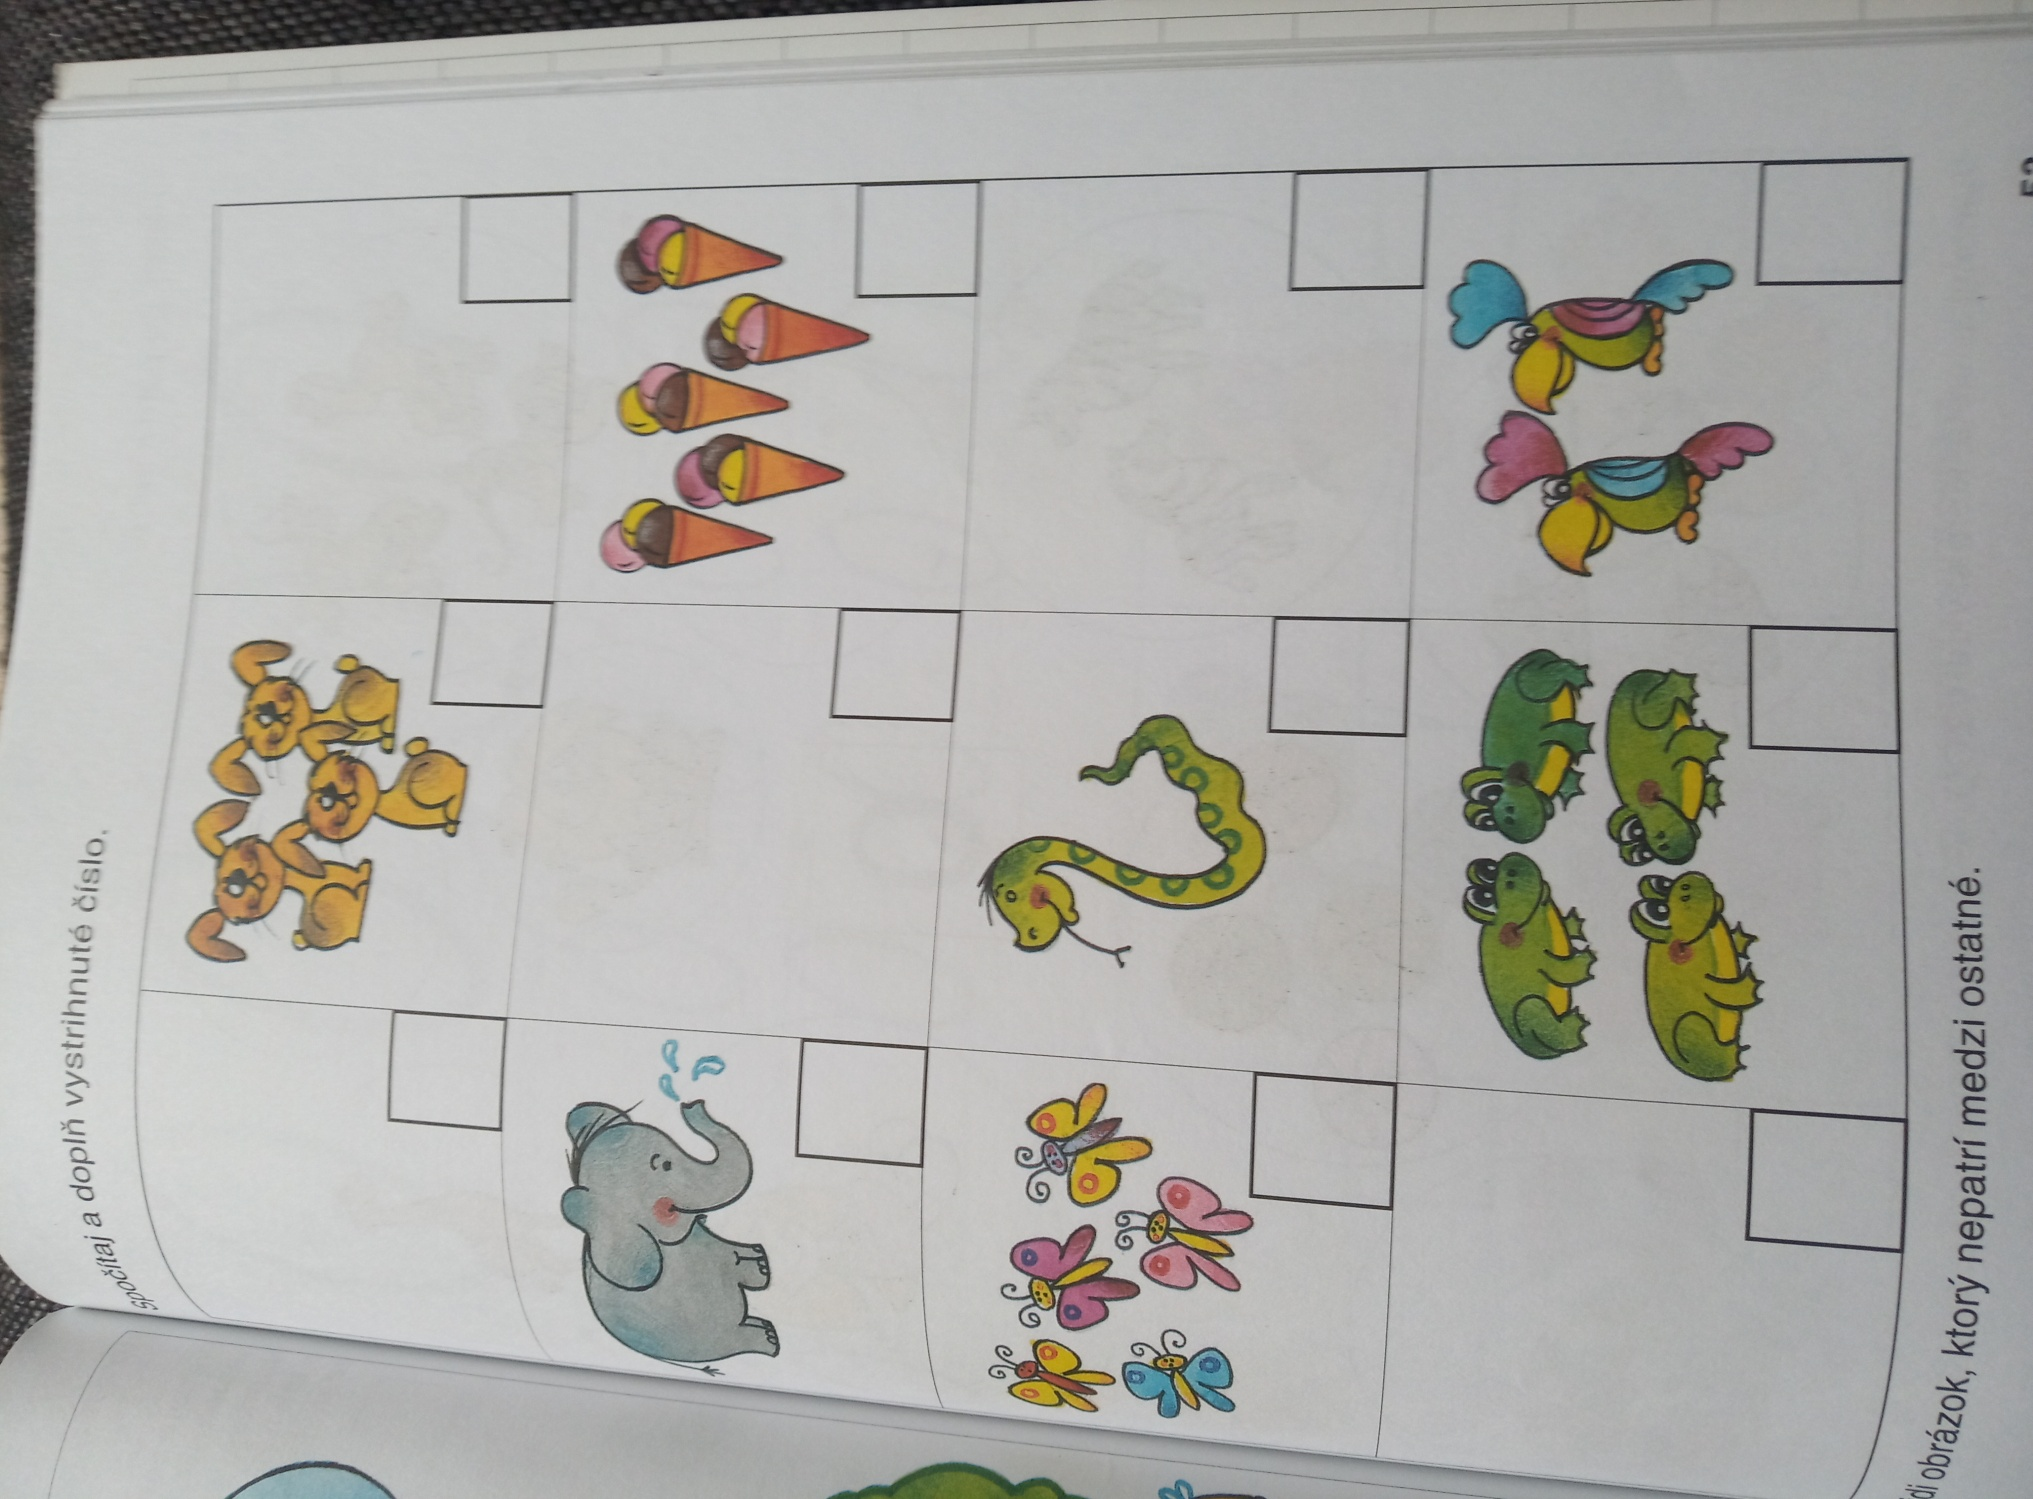 Spočítaj a doplň vystrihnuté číslo.
obrázok, ktorý nepatrí medzi ostatné.